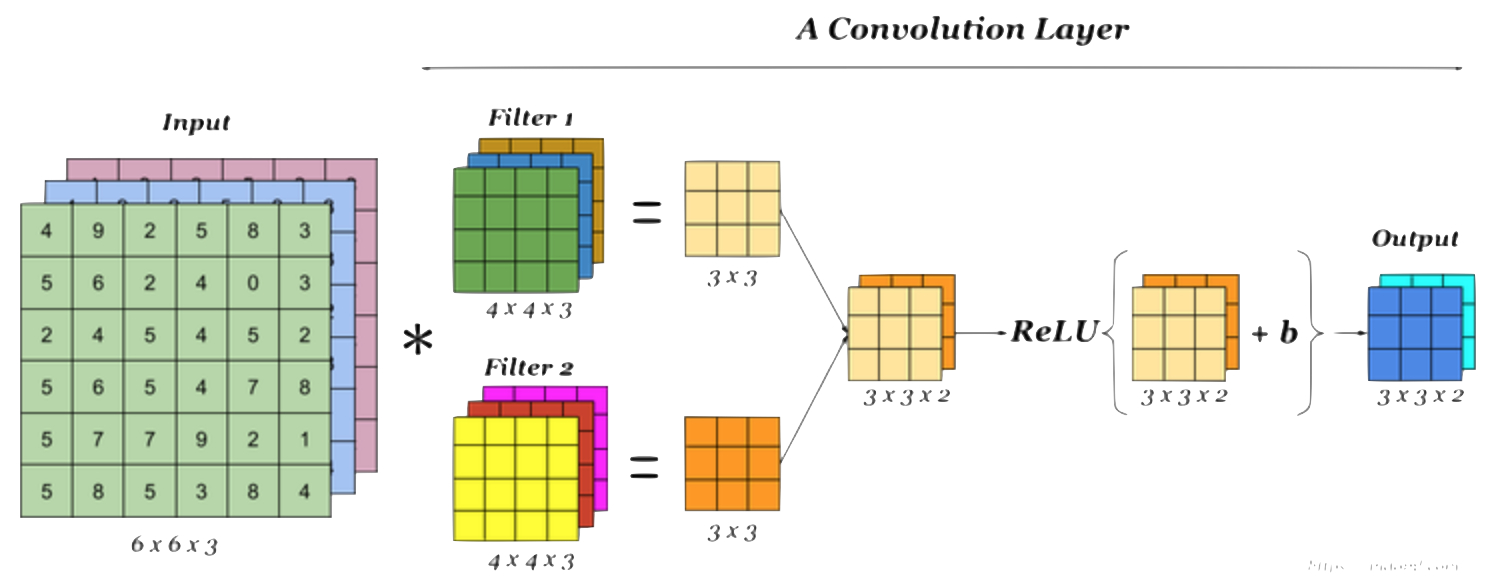 A Convolution Layer
Input
4 9 2 5 8 3
5 6 2 4 0 3
2 4 5 4 5 2
5 6 5 4 7 8
5 7 7 9 2 1
5 8 5 3 8 4
6 x 6 x 3
*
Filter 1
4 x 4 x 3
=
3 x 3
Filter 2
4 x 4 x 3
=
3 x 3
3 x 3 x 2
ReLU { + b }
3 x 3 x 2
Output
3 x 3 x 2